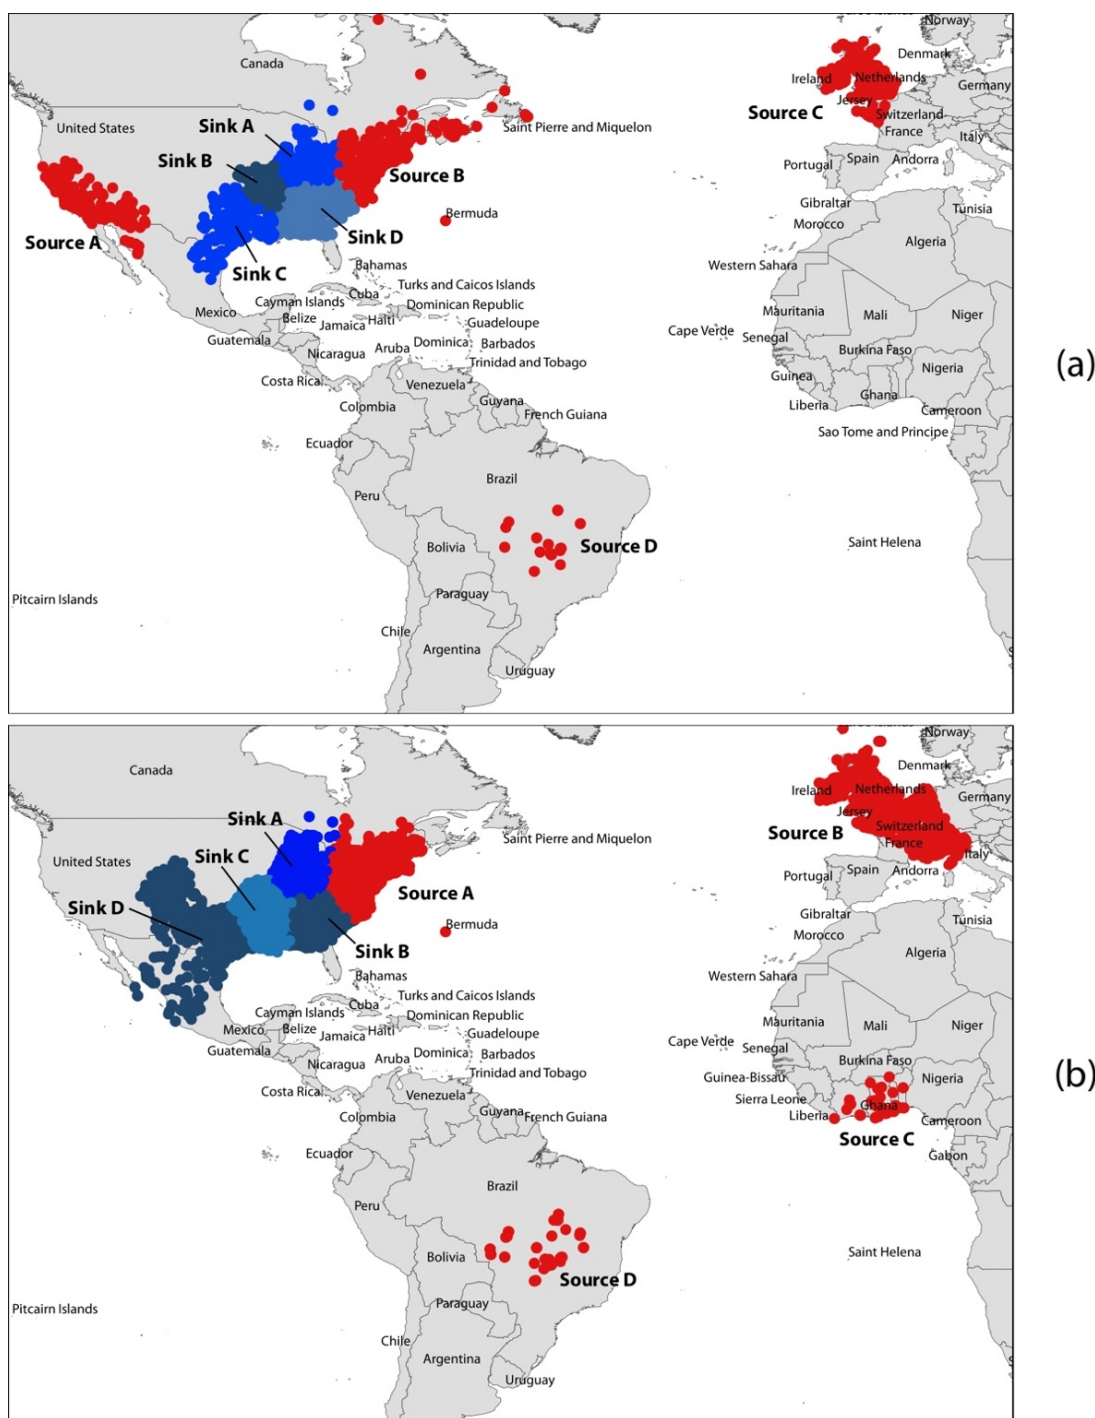 Norway
Canada
Denmark
Ireland
Netherlands
Germany
Source C
Jersey
Switzerland
France
Italy
United States
Sink A
Saint Pierre and Miquelon
Sink B
Source B
Portugal
Spain
Andorra
Gibraltar
Tunisia
Bermuda
Morocco
Source A
Sink D
Algeria
Sink C
Bahamas
Western Sahara
Turks and Caicos Islands
Cayman Islands
Cuba
Dominican Republic
Mexico
Belize
Jamaica
Haiti
Guadeloupe
Mauritania
Mali
Niger
Cape Verde
Senegal
Guatemala
Aruba
Dominica
Barbados
Burkina Faso
Nicaragua
Trinidad and Tobago
(a)
Guinea
Nigeria
Costa Rica
Venezuela
Guyana
Ghana
Colombia
French Guiana
Liberia
Cameroon
Ecuador
Sao Tome and Principe
Brazil
Peru
Bolivia
Source D
Saint Helena
Paraguay
Pitcairn Islands
Chile
Argentina
Uruguay
Norway
Canada
Denmark
Ireland
Netherlands
Germany
Sink A
Jersey
Source B
Switzerland
Saint Pierre and Miquelon
France
Sink C
United States
Italy
Portugal
Spain
Andorra
Source A
Sink D
Gibraltar
Tunisia
Bermuda
Morocco
Sink B
Algeria
Bahamas
Western Sahara
Turks and Caicos Islands
Cayman Islands
Cuba
Dominican Republic
Mexico
Belize
Jamaica
Haiti
Guadeloupe
Mauritania
Mali
Niger
Cape Verde
Senegal
Guatemala
Aruba
Dominica
Barbados
Burkina Faso
Nicaragua
Trinidad and Tobago
(b)
Guinea-Bissau
Nigeria
Costa Rica
Venezuela
Sierra Leone
Ghana
Colombia
Guyana
French Guiana
Liberia
Cameroon
Source C
Ecuador
Gabon
Brazil
Peru
Bolivia
Saint Helena
Source D
Paraguay
Pitcairn Islands
Chile
Argentina
Uruguay